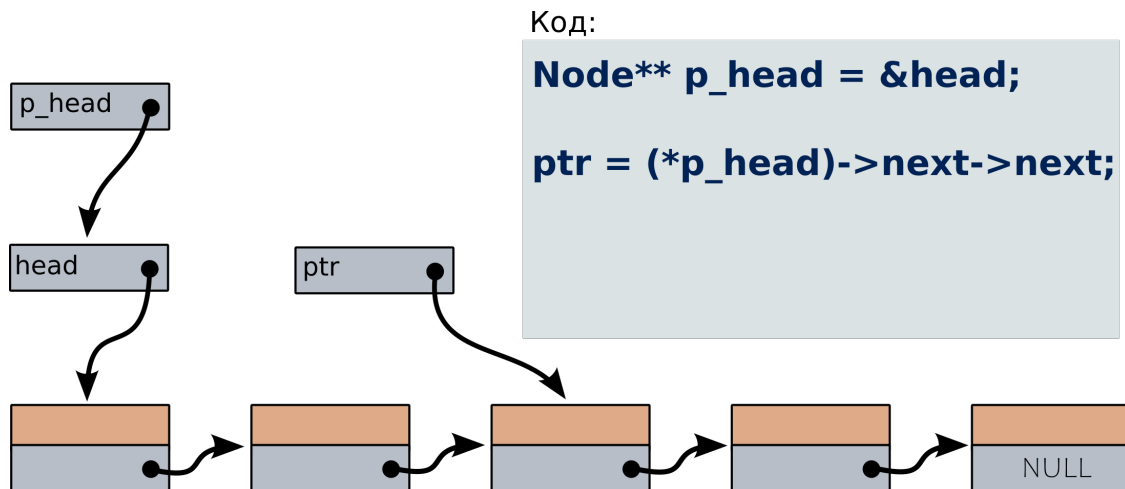 Код:
Node** p_head = &head;
ptr = (*p_head)->next->next;
p_head
head
ptr
NULL